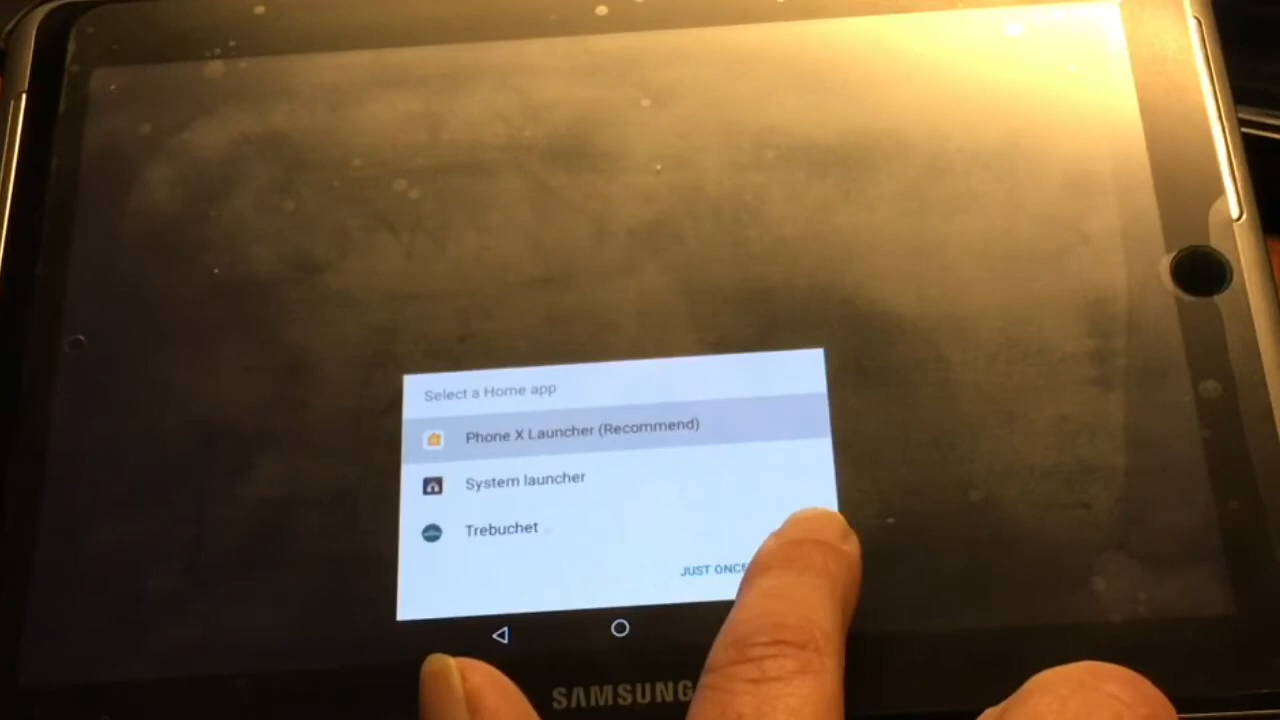 Select a Home app
Phone X Launcher (Recommend)
System launcher
Trebuchet
JUST ONCE
SAMSUNG